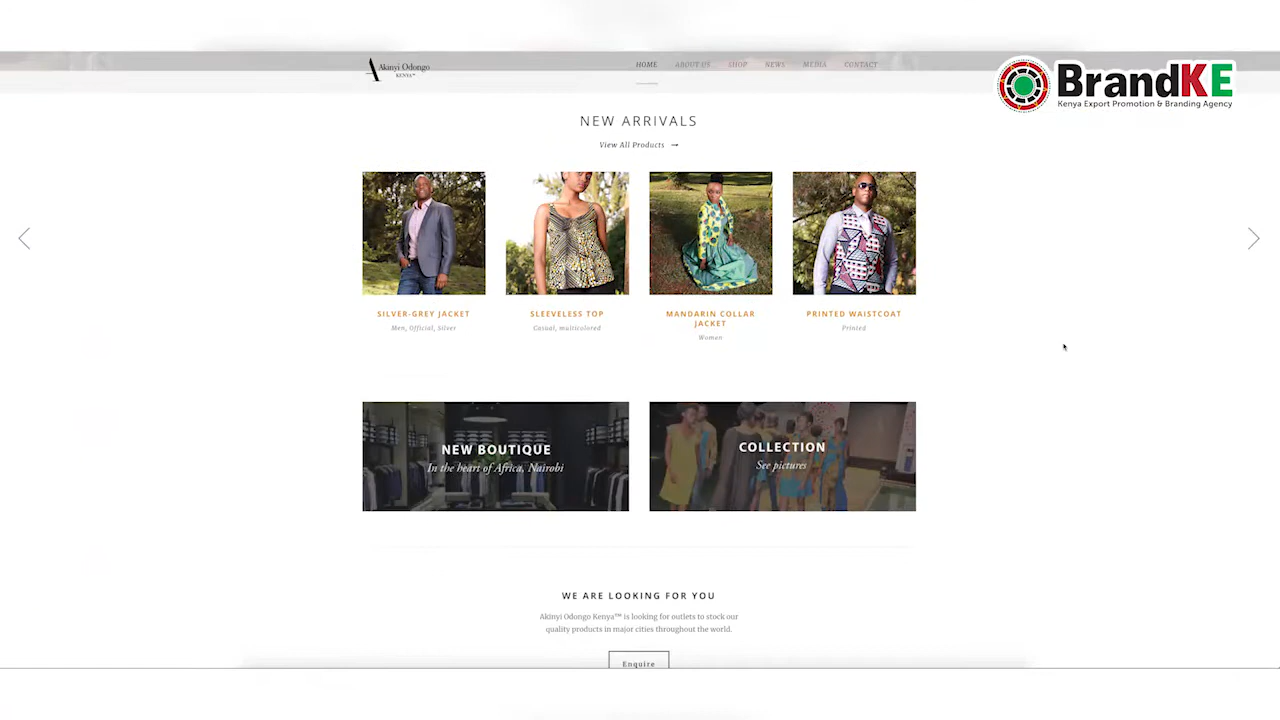 Akinyi Odongo
KENYA™
HOME ABOUT US SHOP NEWS MEDIA CONTACT
BrandKE
Kenya Export Promotion & Branding Agency
NEW ARRIVALS
View All Products →
SILVER-GREY JACKET
Men, Official, Silver
SLEEVELESS TOP
Casual, multicolored
MANDARIN COLLAR
JACKET
Women
PRINTED WAISTCOAT
Printed
NEW BOUTIQUE
In the heart of Africa, Nairobi
COLLECTION
See pictures
WE ARE LOOKING FOR YOU
Akinyi Odongo Kenya™ is looking for outlets to stock our
quality products in major cities throughout the world.
Enquire